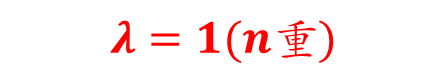 λ = 1(n重)